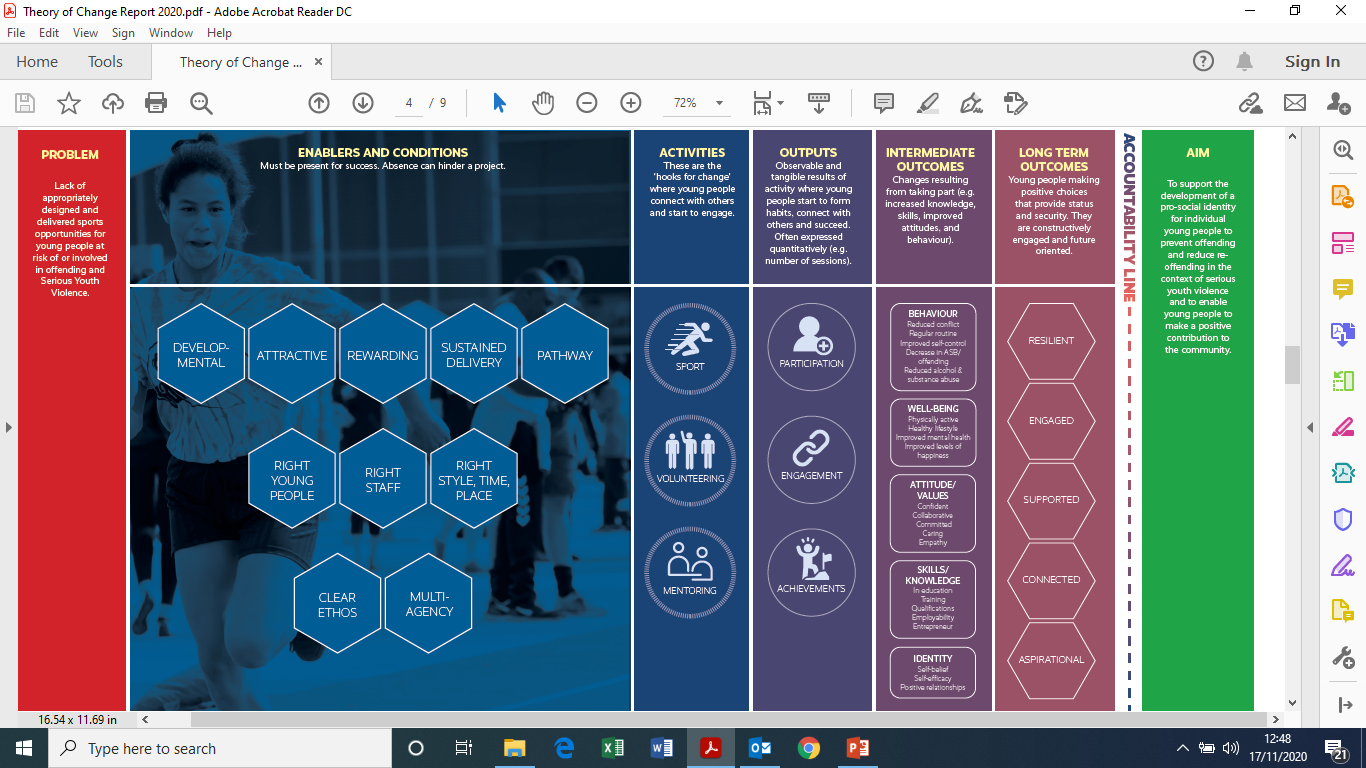 Theory of Change Report 2020.pdf - Adobe Acrobat Reader DC
File Edit View Sign Window Help
Home Tools Theory of Change ... × Sign In
4 / 9 72%
PROBLEM
Lack of
appropriately
designed and
delivered sports
opportunities for
young people at
risk of or involved
in offending and
Serious Youth
Violence.
ENABLERS AND CONDITIONS
Must be present for success. Absence can hinder a project.
DEVELOP-
MENTAL
ATTRACTIVE
REWARDING
SUSTAINED
DELIVERY
PATHWAY
RIGHT
YOUNG
PEOPLE
RIGHT
STAFF
RIGHT
STYLE, TIME,
PLACE
CLEAR
ETHOS
MULTI-
AGENCY
ACTIVITIES
These are the
‘hooks for change’
where young people
connect with others
and start to engage.
SPORT
VOLUNTEERING
MENTORING
OUTPUTS
Observable and
tangible results of
activity where young
people start to form
habits, connect with
others and succeed.
Often expressed
quantitatively (e.g.
number of sessions).
PARTICIPATION
ENGAGEMENT
ACHIEVEMENTS
INTERMEDIATE
OUTCOMES
Changes resulting
from taking part (e.g.
increased knowledge,
skills, improved
attitudes, and
behaviour).
BEHAVIOUR
Reduced conflict
Regular routine
Improved self-control
Decrease in ASB/
offending
Reduced alcohol &
substance abuse
WELL-BEING
Physically active
Healthy lifestyle
Improved mental health
Improved levels of
happiness
ATTITUDE/
VALUES
Confident
Collaborative
Committed
Caring
Empathy
SKILLS/
KNOWLEDGE
In education
Training
Qualifications
Employability
Entrepreneur
IDENTITY
Self-belief
Self-efficacy
Positive relationships
LONG TERM
OUTCOMES
Young people making
positive choices
that provide status
and security. They
are constructively
engaged and future
oriented.
RESILIENT
ENGAGED
SUPPORTED
CONNECTED
ASPIRATIONAL
ACCOUNTABILITY LINE
AIM
To support the
development of a
pro-social identity
for individual
young people to
prevent offending
and reduce re-
offending in the
context of serious
youth violence
and to enable
young people to
make a positive
contribution to
the community.
16.54 x 11.69 in
Type here to search
12:48
17/11/2020
21